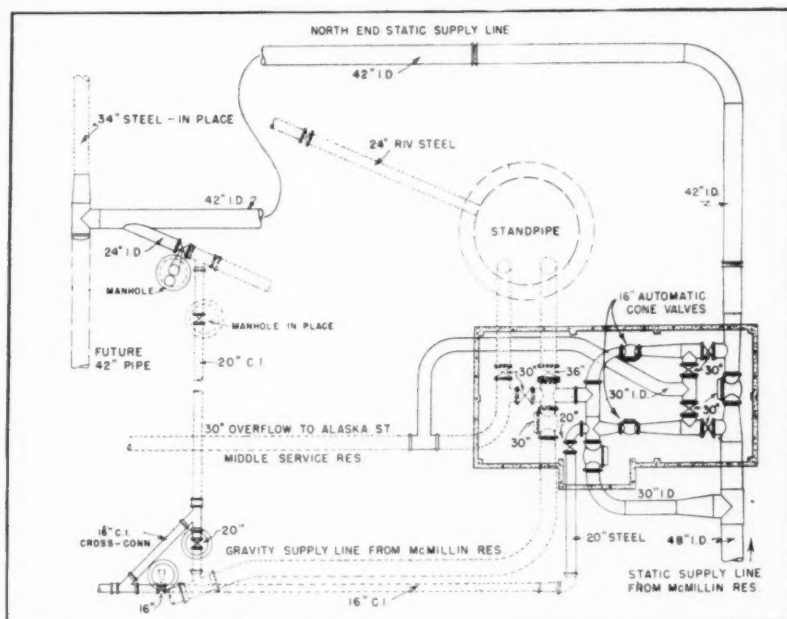 NORTH END STATIC SUPPLY LINE
42" I.D.
34" STEEL - IN PLACE
24" RIV STEEL
42" I.D.
42" I.D.
STANDPIPE
24" I.D.
MANHOLE
16" AUTOMATIC
CONE VALVES
MANHOLE IN PLACE
FUTURE
42" PIPE
20" C.I.
30"
36"
30"
30" I.D.
30"
30" OVERFLOW TO ALASKA ST.
20"
30"
MIDDLE SERVICE RES.
30" I.D.
16" C.I.
CROSS-CONN
20"
GRAVITY SUPPLY LINE FROM McMILLIN RES.
20" STEEL
48" I.D.
16"
16" C.I.
STATIC SUPPLY LINE
FROM McMILLIN RES.